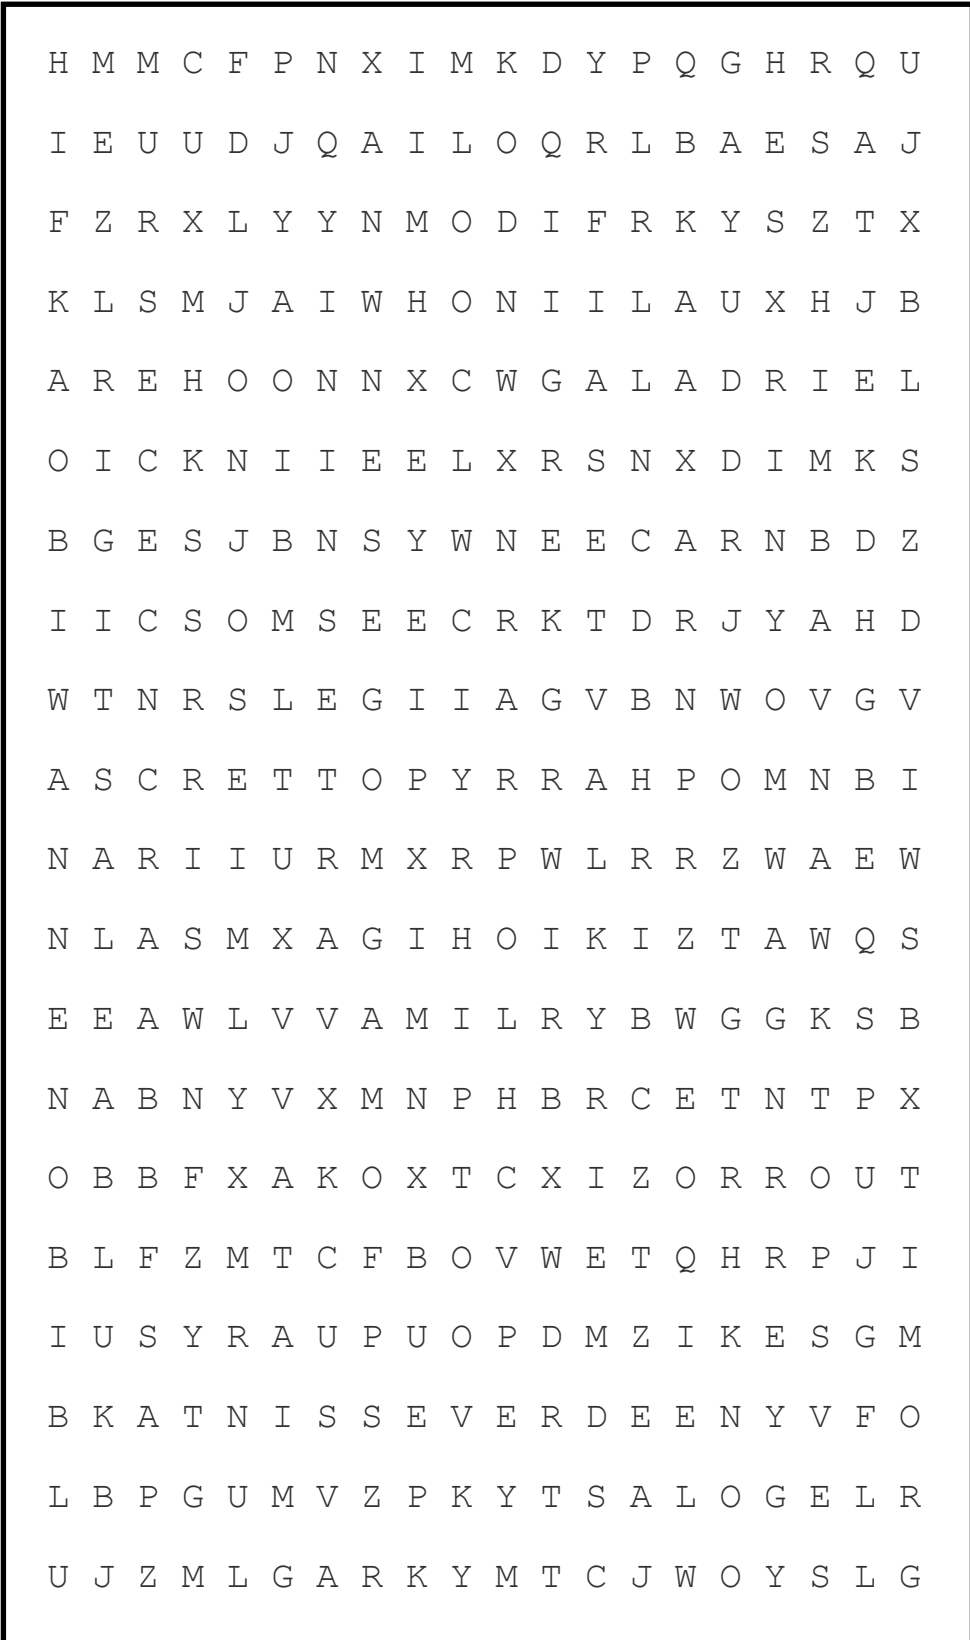 H M M C F P N X I M K D Y P Q G H R Q U
I E U U D J Q A I L O Q R L B A E S A J
F Z R X L Y Y N M O D I F R K Y S Z T X
K L S M J A I W H O N I I L A U X H J B
A R E H O O N N X C W G A L A D R I E L
O I C K N I I E E L X R S N X D I M K S
B G E S J B N S Y W N E E C A R N B D Z
I I C S O M S E E C R K T D R J Y A H D
W T N R S L E G I I A G V B N W O V G V
A S C R E T T O P Y R R A H P O M N B I
N A R I I U R M X R P W L R R Z W A E W
N L A S M X A G I H O I K I Z T A W Q S
E E A W L V V A M I L R Y B W G G K S B
N A B N Y V X M N P H B R C E T N T P X
O B B F X A K O X T C X I Z O R R O U T
B L F Z M T C F B O V W E T Q H R P J I
I U S Y R A U P U O P D M Z I K E S G M
B K A T N I S S E V E R D E E N Y V F O
L B P G U M V Z P K Y T S A L O G E L R
U J Z M L G A R K Y M T C J W O Y S L G